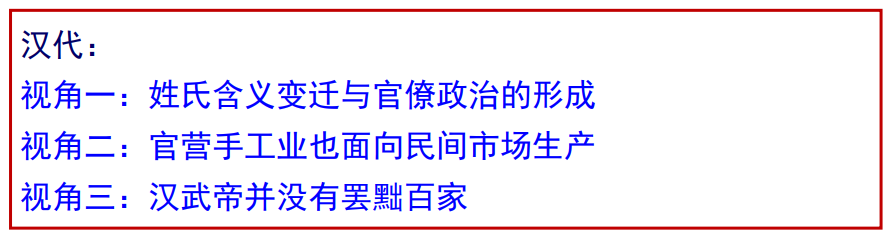 汉代：
视角一：姓氏含义变迁与官僚政治的形成
视角二：官营手工业也面向民间市场生产
视角三：汉武帝并没有罢黜百家